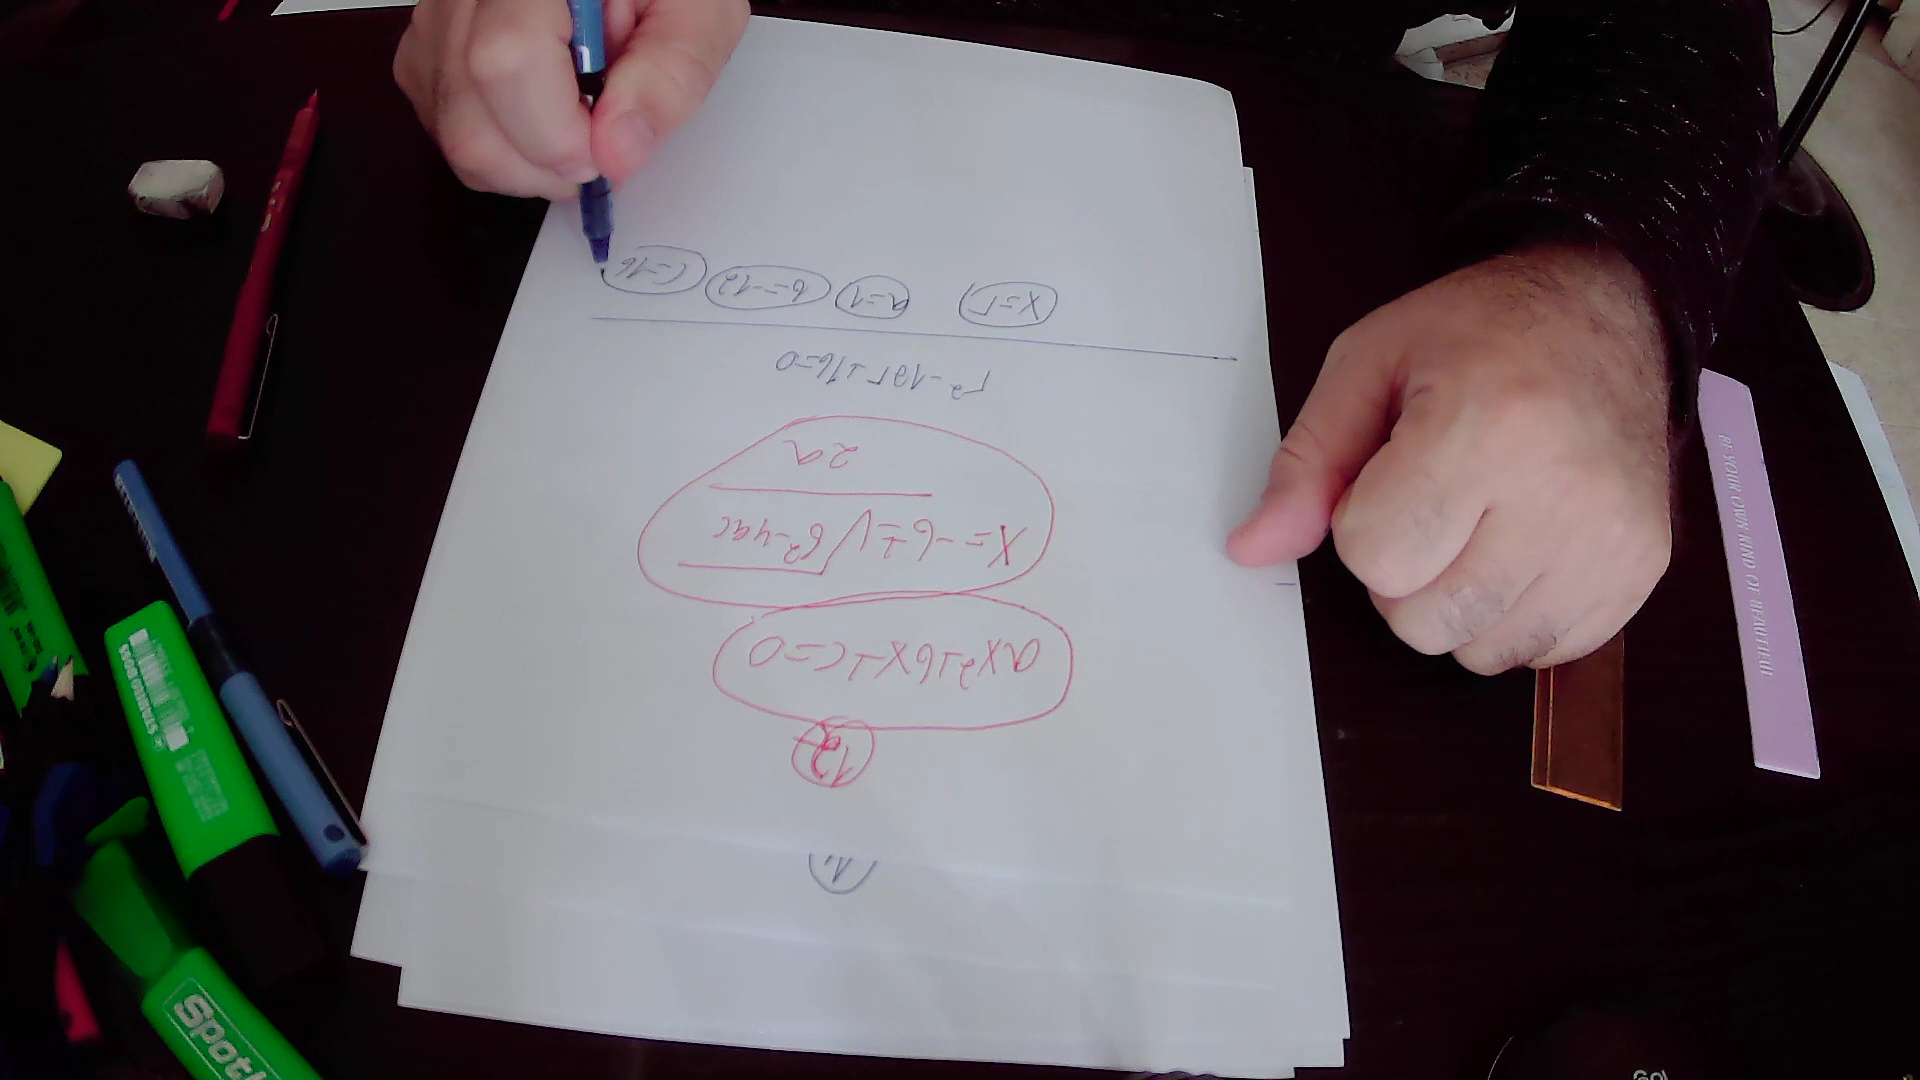 12
ax²+bx+c=0
x=-b±√b²-4ac
2a
r²-12r+16=0
x=r a=1 b=-12 c=16
BE YOUR OWN KIND OF BEAUTIFUL